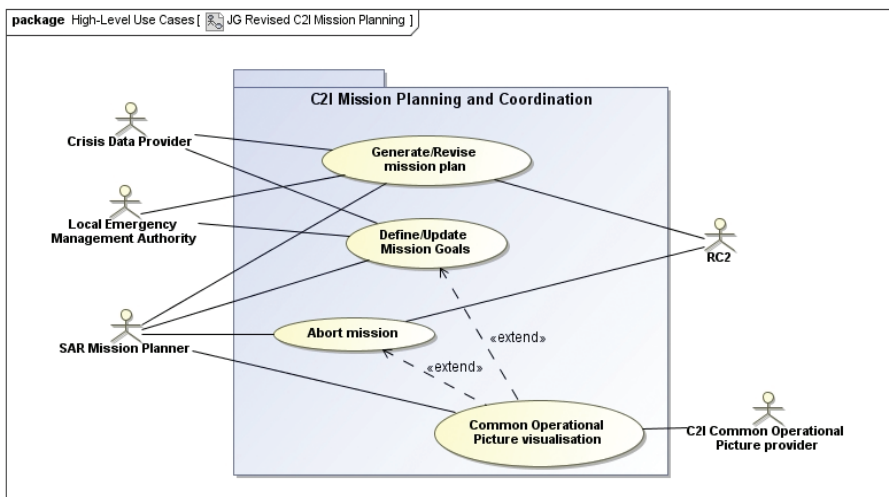 package High-Level Use Cases [ JG Revised C2I Mission Planning ]
C2I Mission Planning and Coordination
Crisis Data Provider
Generate/Revise
mission plan
Local Emergency
Management Authority
Define/Update
Mission Goals
RC2
SAR Mission Planner
Abort mission
«extend»
«extend»
Common Operational
Picture visualisation
C2I Common Operational
Picture provider